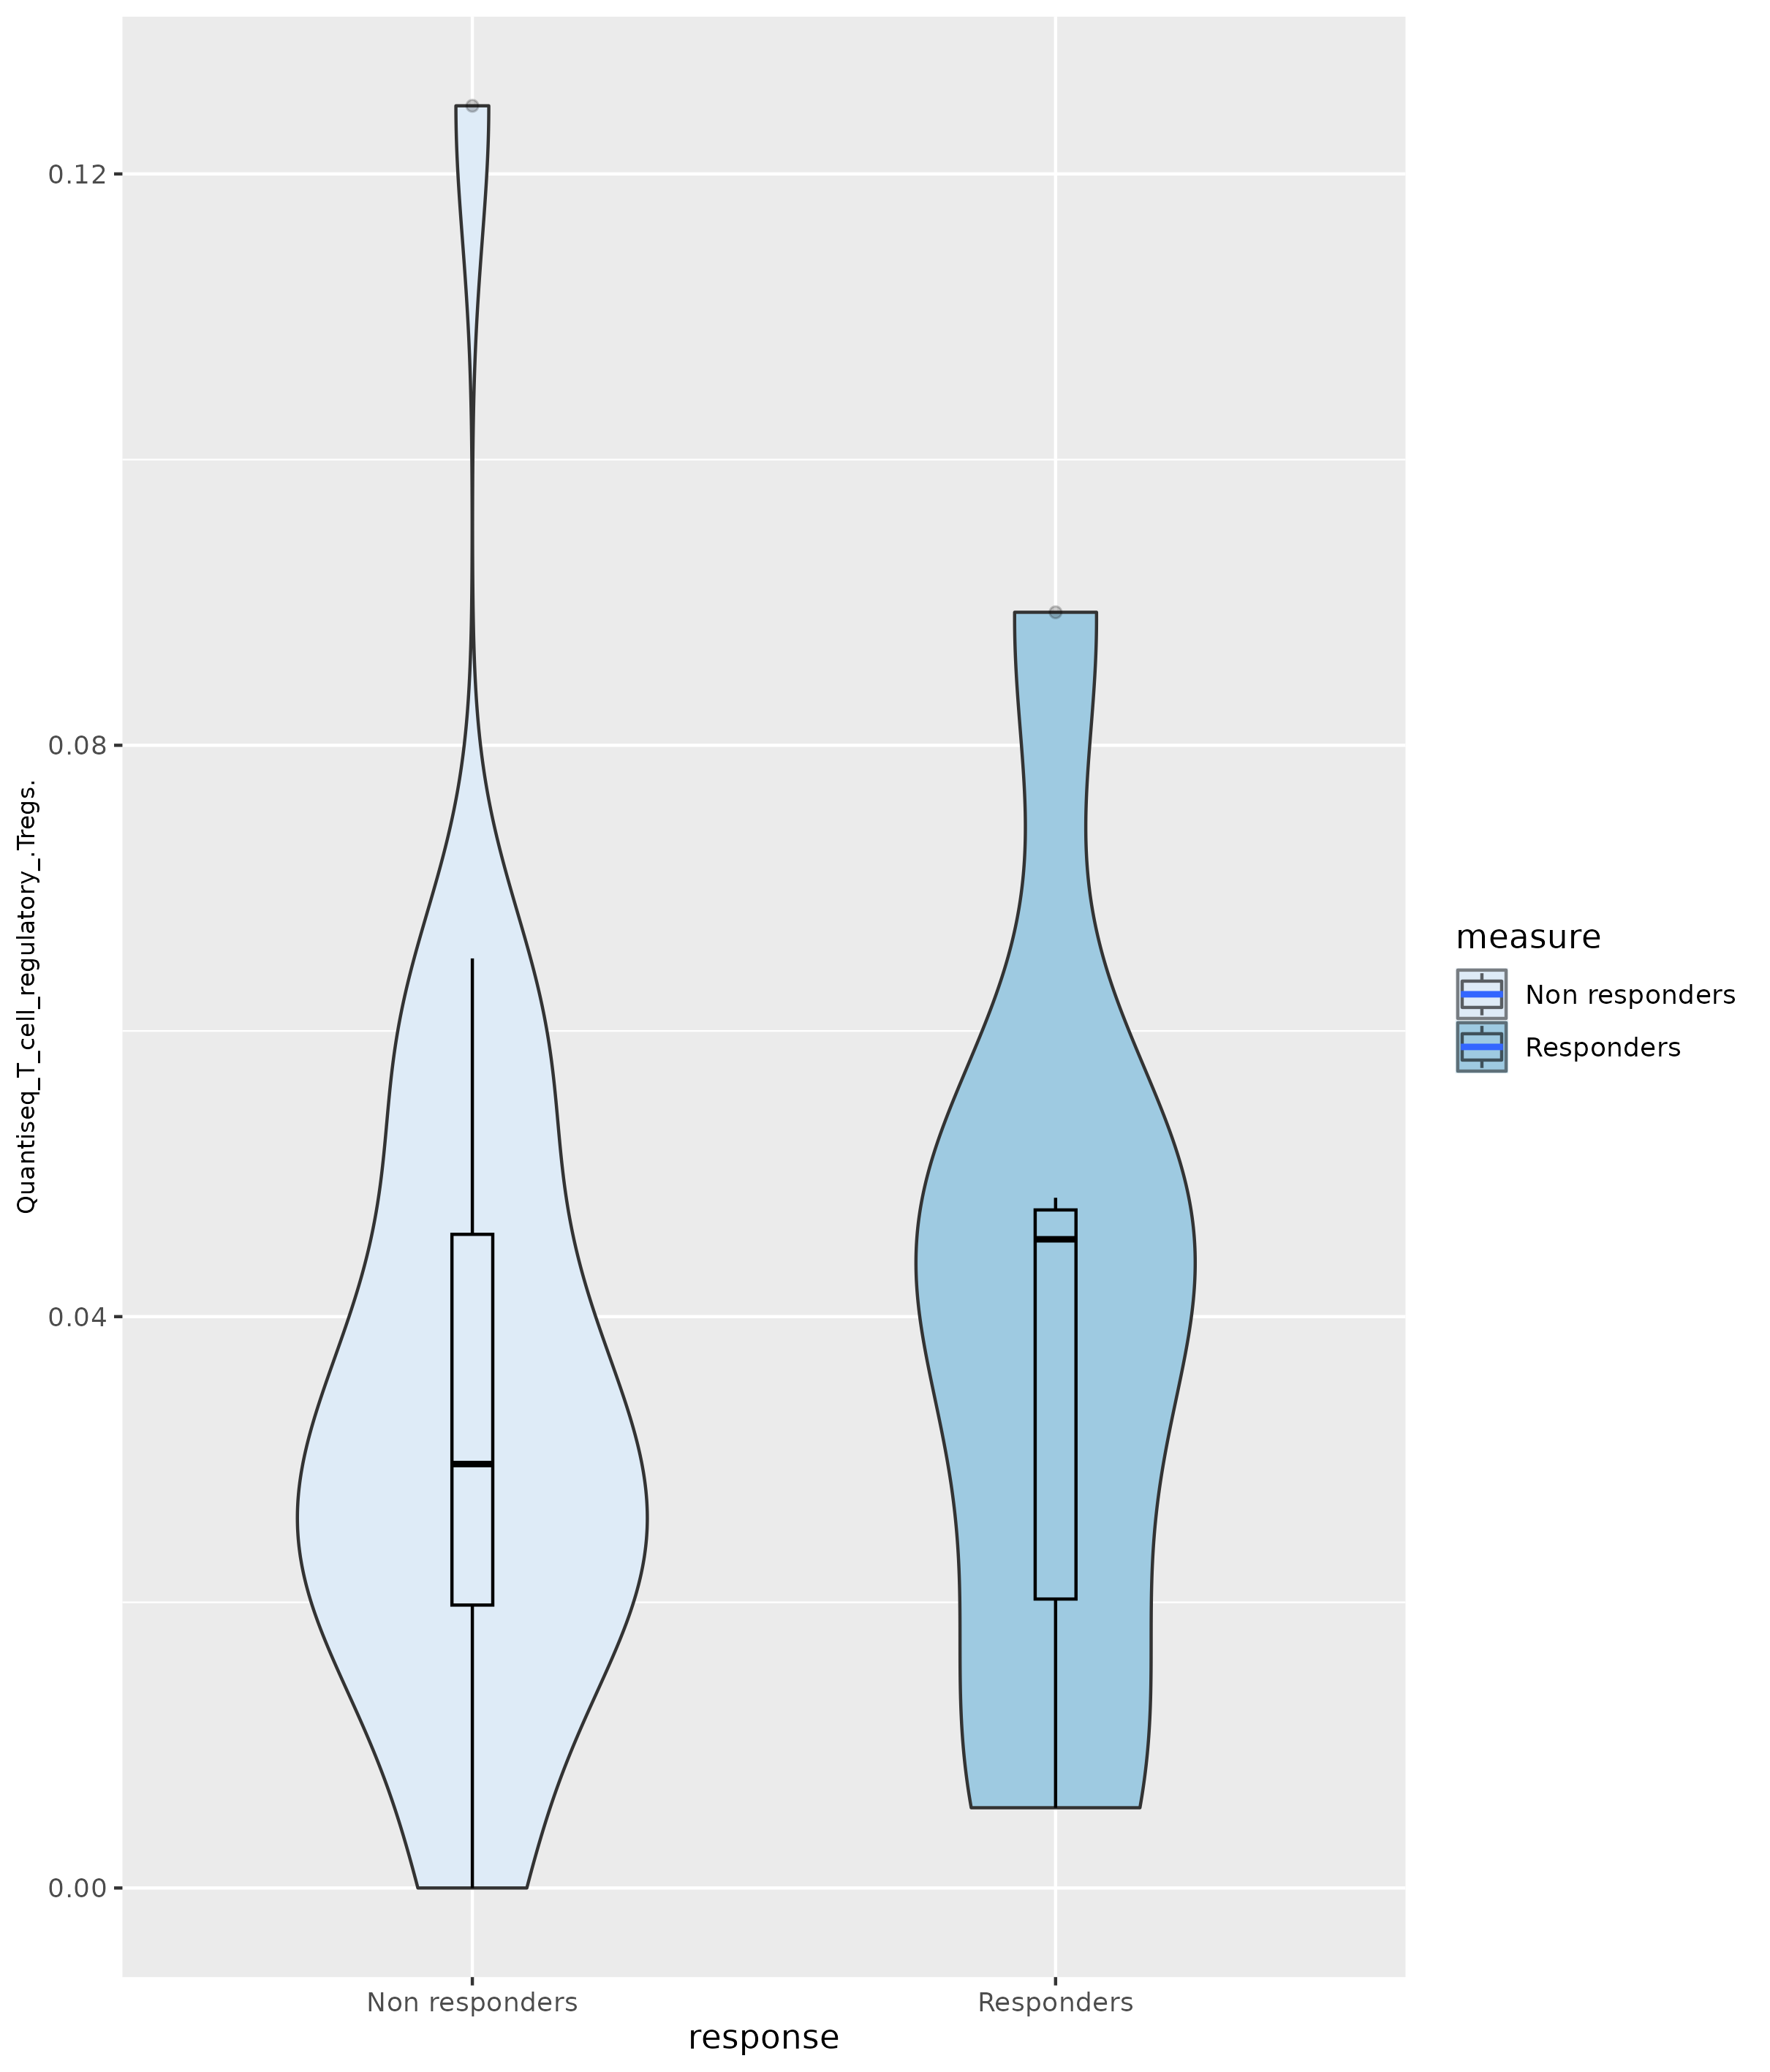 0.12
0.08
0.04
0.00
Quantiseq_T_cell_regulatory_.Tregs.
Non responders
Responders
response
measure
Non responders
Responders